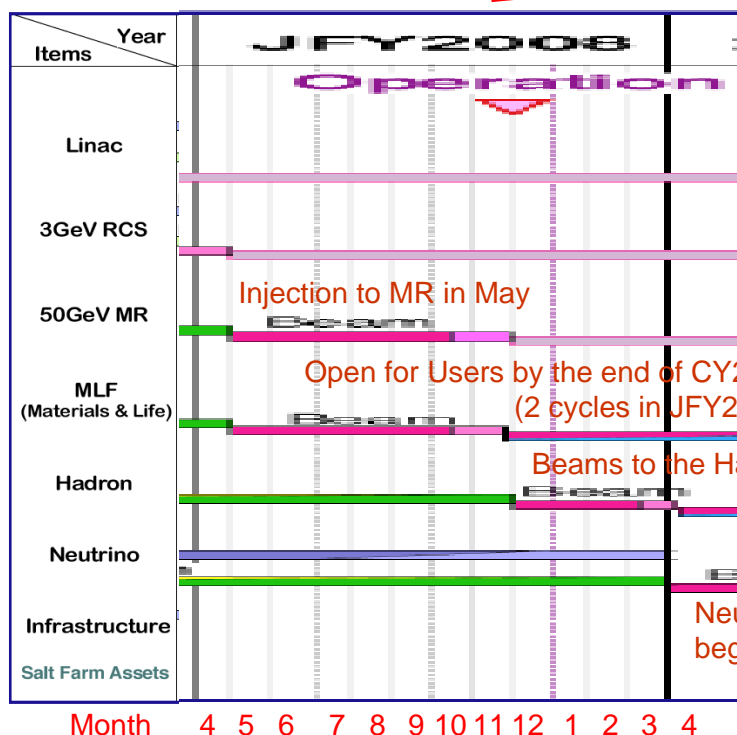 Year
Items
JFY2008
Operation
Linac
3GeV RCS
Injection to MR in May
50GeV MR
Beam
Open for Users by the end of CY2
MLF
(Materials & Life)
(2 cycles in JFY2
Beam
Beams to the Ha
Hadron
Beam
Neutrino
Infrastructure
Neu
beg
Salt Farm Assets
Month 4 5 6 7 8 9 10 11 12 1 2 3 4